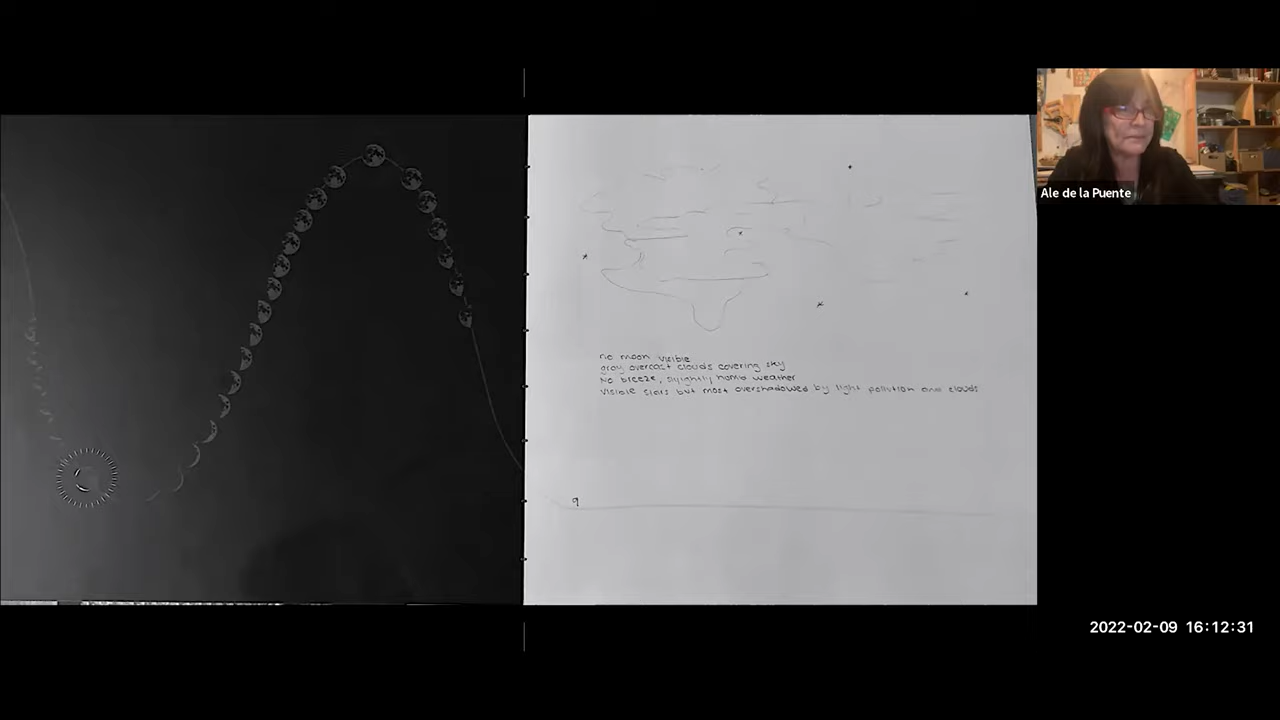 no moon visible
gray overcast clouds covering sky
No breeze, slightly humid weather
visible stars but most overshadowed by light pollution and clouds
9
Ale de la Puente
2022-02-09 16:12:31